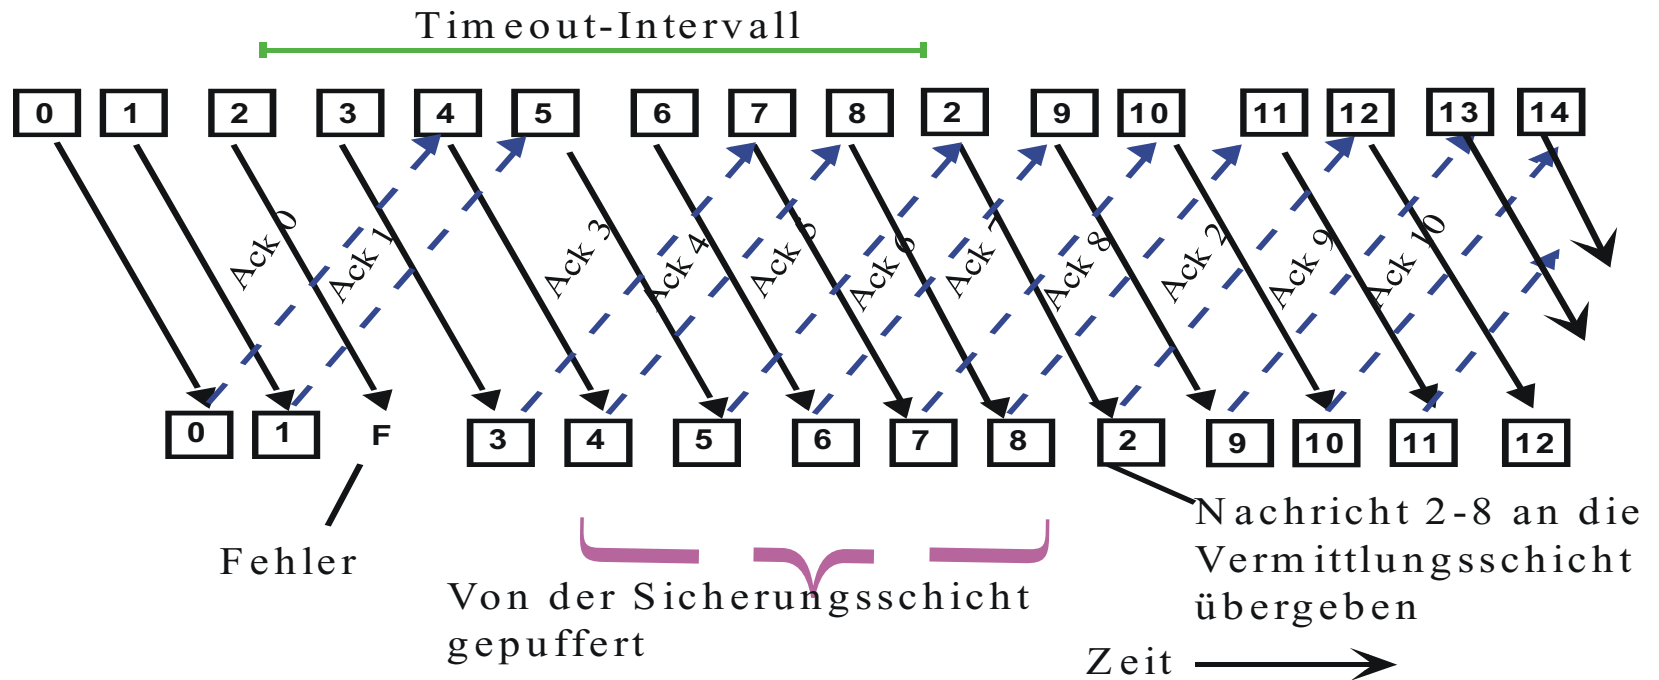 Timeout-Intervall
0 1 2 3 4 5 6 7 8 2 9 10 11 12 13 14
Ack 0 Ack 1 Ack 3 Ack 4 Ack 5 Ack 6 Ack 7 Ack 8 Ack 2 Ack 9 Ack 10
0 1 F 3 4 5 6 7 8 2 9 10 11 12
Fehler
Von der Sicherungsschicht
gepuffert
Nachricht 2-8 an die
Vermittlungsschicht
übergeben
Zeit